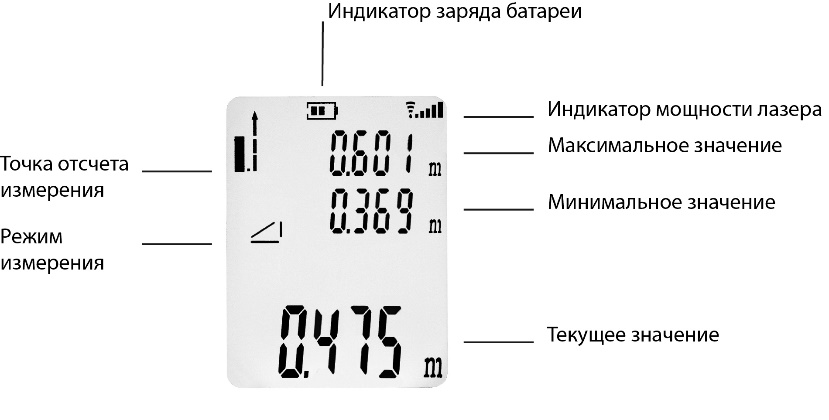 Индикатор заряда батареи
Индикатор мощности лазера
0.601 m
Максимальное значение
Точка отсчета
измерения
0.369 m
Минимальное значение
Режим
измерения
0.475 m
Текущее значение